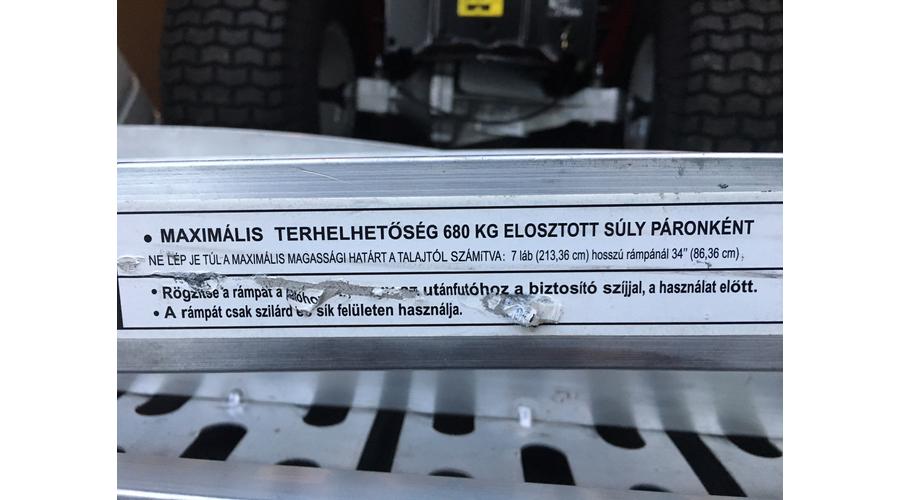 • MAXIMÁLIS TERHELHETŐSÉG 680 KG ELOSZTOTT SÚLY PÁRONKÉNT
NE LÉP JE TÚL A MAXIMÁLIS MAGASSÁGI HATÁRT A TALAJTÓL SZÁMÍTVA: 7 láb (213,36 cm) hosszú rámpánál 34" (86,36 cm).
• Rögzítse a rámpát a utánfutóhoz a biztosító szíjjal, a használat előtt.
• A rámpát csak szilárd és sík felületen használja.